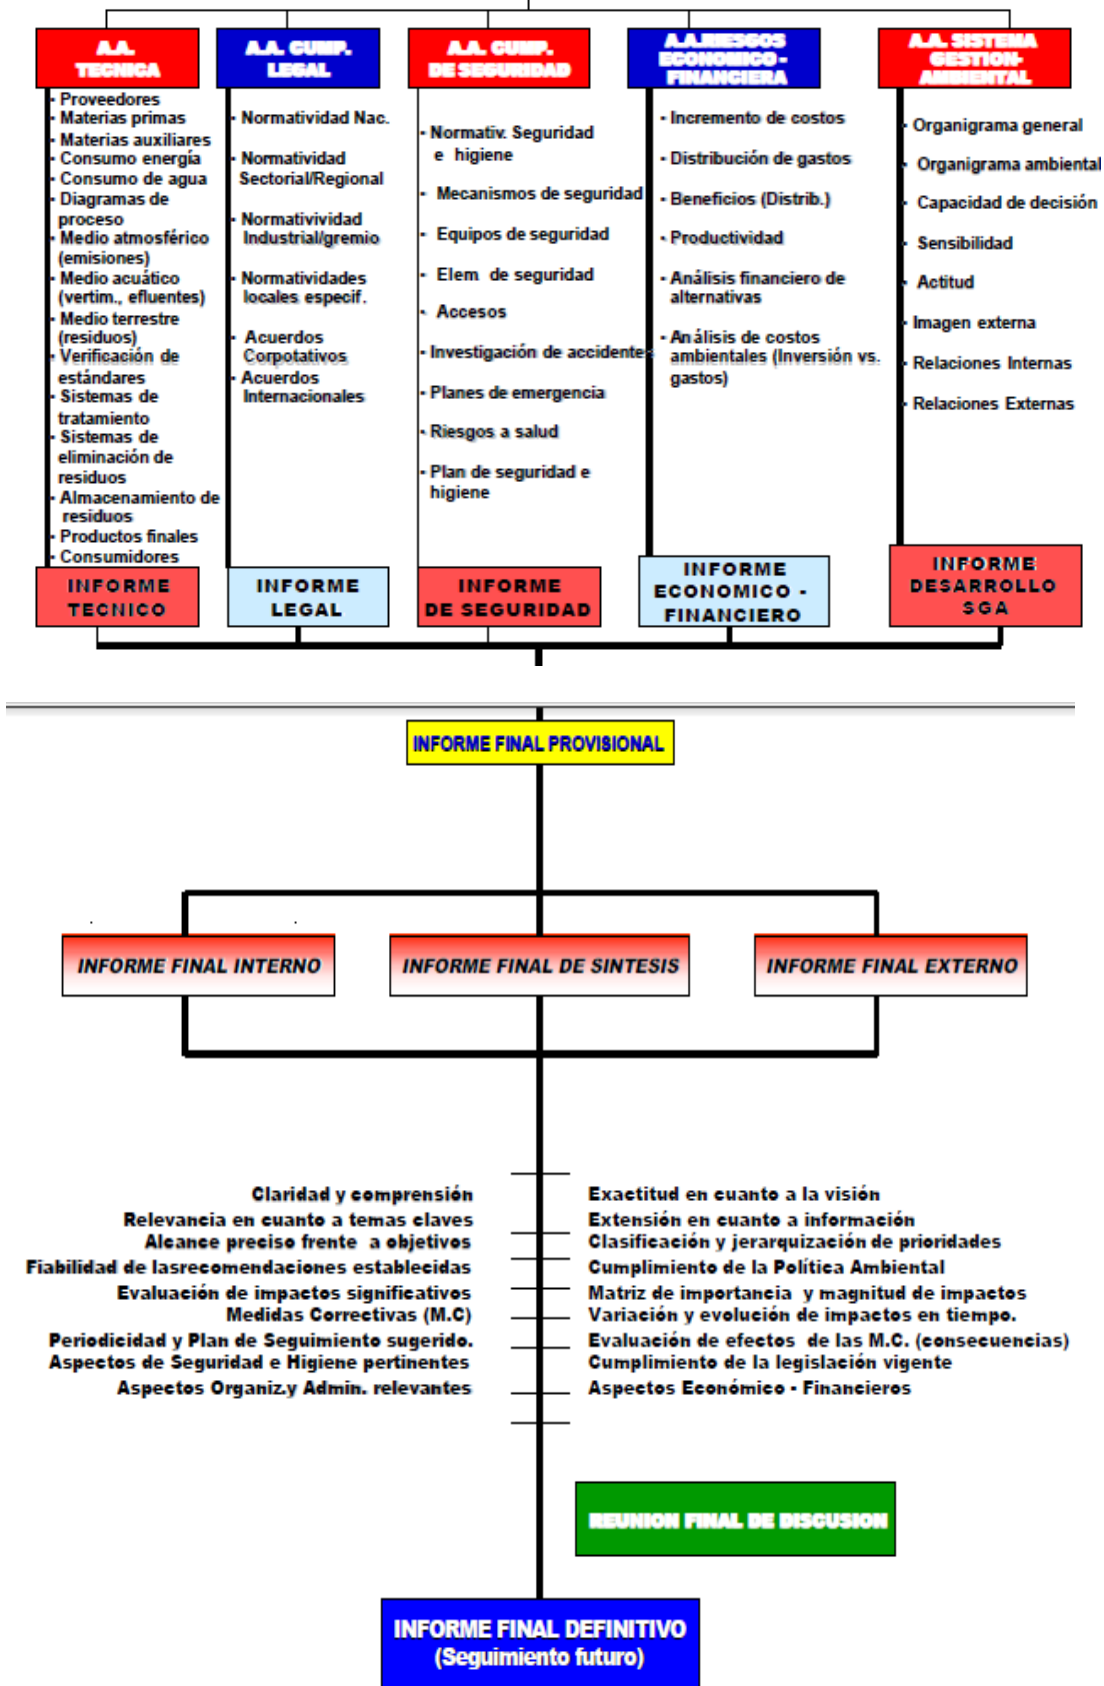 A.A.
TECNICA
• Proveedores
• Materias primas
• Materias auxiliares
• Consumo energía
• Consumo de agua
• Diagramas de
proceso
• Medio atmosférico
(emisiones)
• Medio acuático
(vertim., efluentes)
• Medio terrestre
(residuos)
• Verificación de
estándares
• Sistemas de
tratamiento
• Sistemas de
eliminación de
residuos
• Almacenamiento de
residuos
• Productos finales
• Consumidores
INFORME
TECNICO
A.A. CUMP.
LEGAL
• Normatividad Nac.
• Normatividad
Sectorial/Regional
• Normativividad
Industrial/gremio
• Normatividades
locales especif.
• Acuerdos
Corpotativos
• Acuerdos
Internacionales
INFORME
LEGAL
A.A. CUMP.
DE SEGURIDAD
• Normativ. Seguridad
e higiene
• Mecanismos de seguridad
• Equipos de seguridad
• Elem de seguridad
• Accesos
• Investigación de accidentes
• Planes de emergencia
• Riesgos a salud
• Plan de seguridad e
higiene
INFORME
DE SEGURIDAD
A.A.RIESGOS
ECONOMICO -
FINANCIERA
• Incremento de costos
• Distribución de gastos
• Beneficios (Distrib.)
• Productividad
• Análisis financiero de
alternativas
• Análisis de costos
ambientales (Inversión vs.
gastos)
INFORME
ECONOMICO -
FINANCIERO
A.A. SISTEMA
GESTION-
AMBIENTAL
• Organigrama general
• Organigrama ambiental
• Capacidad de decisión
• Sensibilidad
• Actitud
• Imagen externa
• Relaciones Internas
• Relaciones Externas
INFORME
DESARROLLO
SGA
INFORME FINAL PROVISIONAL
INFORME FINAL INTERNO
INFORME FINAL DE SINTESIS
INFORME FINAL EXTERNO
Claridad y comprensión
Relevancia en cuanto a temas claves
Alcance preciso frente a objetivos
Fiabilidad de lasrecomendaciones establecidas
Evaluación de impactos significativos
Medidas Correctivas (M.C)
Periodicidad y Plan de Seguimiento sugerido.
Aspectos de Seguridad e Higiene pertinentes
Aspectos Organiz.y Admin. relevantes
Exactitud en cuanto a la visión
Extensión en cuanto a información
Clasificación y jerarquización de prioridades
Cumplimiento de la Política Ambiental
Matriz de importancia y magnitud de impactos
Variación y evolución de impactos en tiempo.
Evaluación de efectos de las M.C. (consecuencias)
Cumplimiento de la legislación vigente
Aspectos Económico - Financieros
REUNION FINAL DE DISCUSION
INFORME FINAL DEFINITIVO
(Seguimiento futuro)